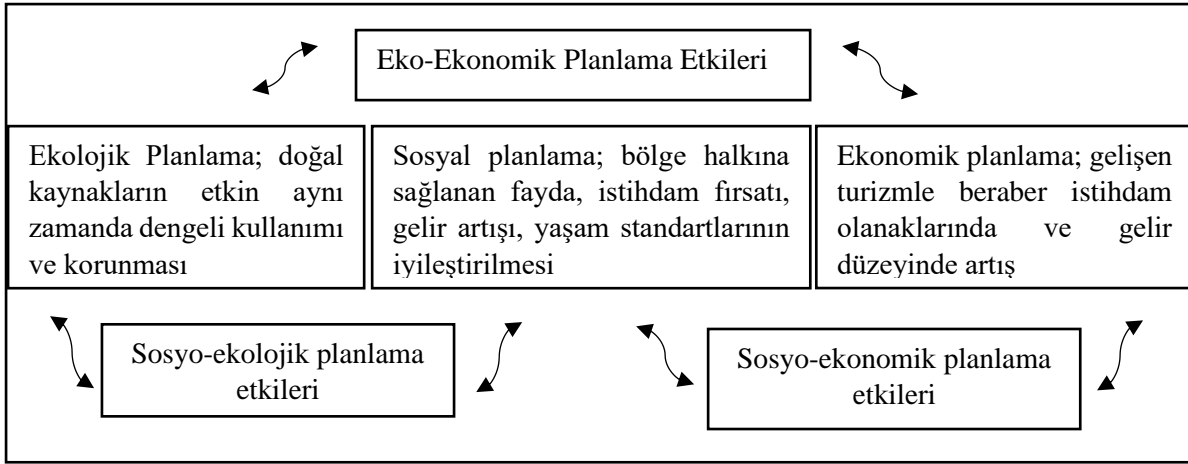 Eko-Ekonomik Planlama Etkileri
Ekolojik Planlama; doğal
kaynakların etkin aynı
zamanda dengeli kullanımı
ve korunması
Sosyal planlama; bölge halkına
sağlanan fayda, istihdam fırsatı,
gelir artışı, yaşam standartlarının
iyileştirilmesi
Ekonomik planlama; gelişen
turizmle beraber istihdam
olanaklarında ve gelir
düzeyinde artış
Sosyo-ekolojik planlama
etkileri
Sosyo-ekonomik planlama
etkileri